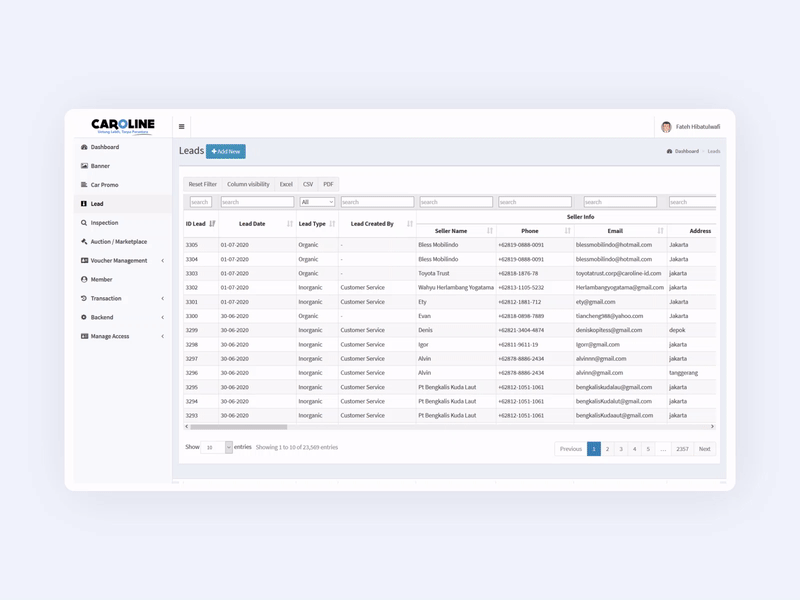 CAROLINE
Fateh Hibatulwafi
Dashboard
Banner
Car Promo
Lead
Inspection
Auction / Marketplace
Voucher Management
Member
Transaction
Backend
Manage Access
Leads + Add New
Dashboard Leads
Reset Filter Column visibility Excel CSV PDF
search search All search search search search search
Seller Info
ID Lead Lead Date Lead Type Lead Created By Seller Name Phone Email Address
3305 01-07-2020 Organic - Bless Mobilindo +62819-0888-0091 blessmobilindo@hotmail.com Jakarta
3304 01-07-2020 Organic - Bless Mobilindo +62819-0888-0091 blessmobilindo@hotmail.com Jakarta
3303 01-07-2020 Organic - Toyota Trust +62818-1876-78 toyotatrust.corp@caroline-id.com jakarta
3302 01-07-2020 Inorganic Customer Service Wahyu Herlambang Yogatama +62813-1105-5232 Herlambangyogatama@gmail.com jakarta
3301 01-07-2020 Inorganic Customer Service Ety +62812-1881-712 ety@gmail.com Jakarta
3300 30-06-2020 Organic - Evan +62818-0898-7889 tiancheng988@yahoo.com Jakarta
3299 30-06-2020 Inorganic Customer Service Denis +62821-3404-4874 deniskopitess@gmail.com depok
3298 30-06-2020 Inorganic Customer Service Igor +62811-9611-19 Igorr@gmail.com jakarta
3297 30-06-2020 Inorganic Customer Service Alvin +62878-8886-2434 alvinnn@gmail.com jakarta
3296 30-06-2020 Inorganic Customer Service Alvin +62878-8886-2434 alvinn@gmail.com tanggerang
3295 30-06-2020 Inorganic Customer Service Pt Bengkalis Kuda Laut +62812-1051-1061 bengkaliskudalau@gmail.com jakarta
3294 30-06-2020 Inorganic Customer Service Pt Bengkalis Kuda Laut +62812-1051-1061 bengkalisKudalut@gmail.com jakarta
3293 30-06-2020 Inorganic Customer Service Pt Bengkalis Kuda Laut +62812-1051-1061 bengkalisKudaaut@gmail.com jakarta
Show 10 entries Showing 1 to 10 of 23,569 entries
Previous 1 2 3 4 5 .... 2357 Next